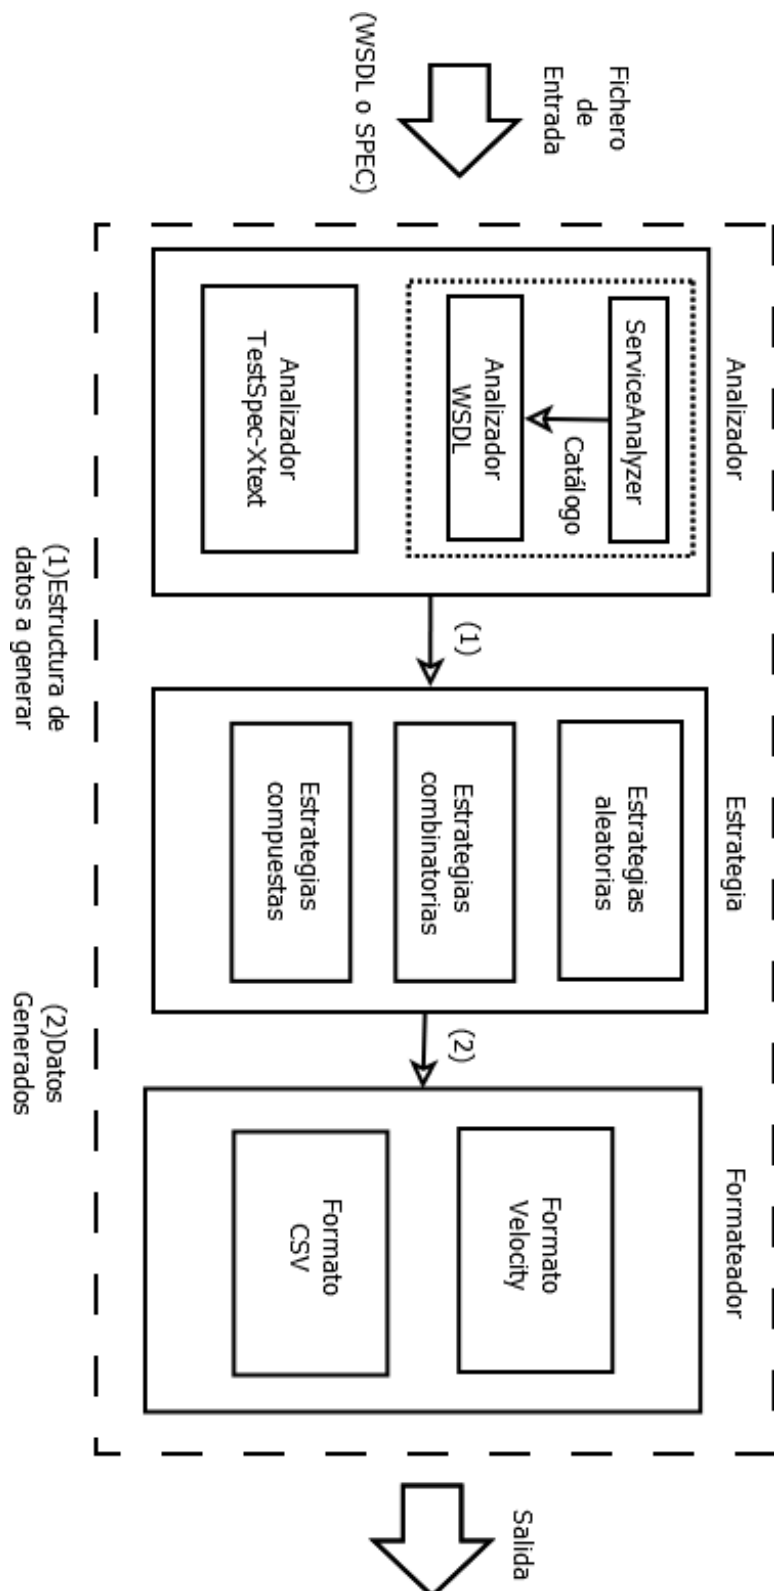 Fichero
de
Entrada
(WSDL o SPEC)
Analizador
ServiceAnalyzer
Catálogo
Analizador
WSDL
Analizador
TestSpec-Xtext
(1)
Estrategia
Estrategias
aleatorias
Estrategias
combinatorias
Estrategias
compuestas
(2)
Formateador
Formato
Velocity
Formato
CSV
Salida
(1)Estructura de
datos a generar
(2)Datos
Generados